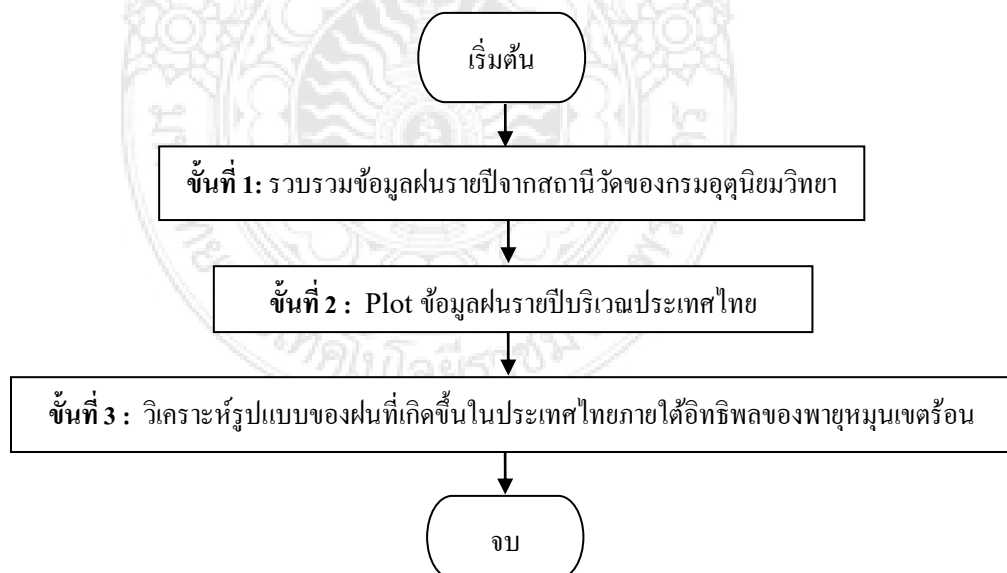 เริ่มต้น
ขั้นที่ 1: รวบรวมข้อมูลฝนรายปีจากสถานีวัดของกรมอุตุนิยมวิทยา
ขั้นที่ 2 : Plot ข้อมูลฝนรายปีบริเวณประเทศไทย
ขั้นที่ 3 : วิเคราะห์รูปแบบของฝนที่เกิดขึ้นในประเทศไทยภายใต้อิทธิพลของพายุหมุนเขตร้อน
จบ